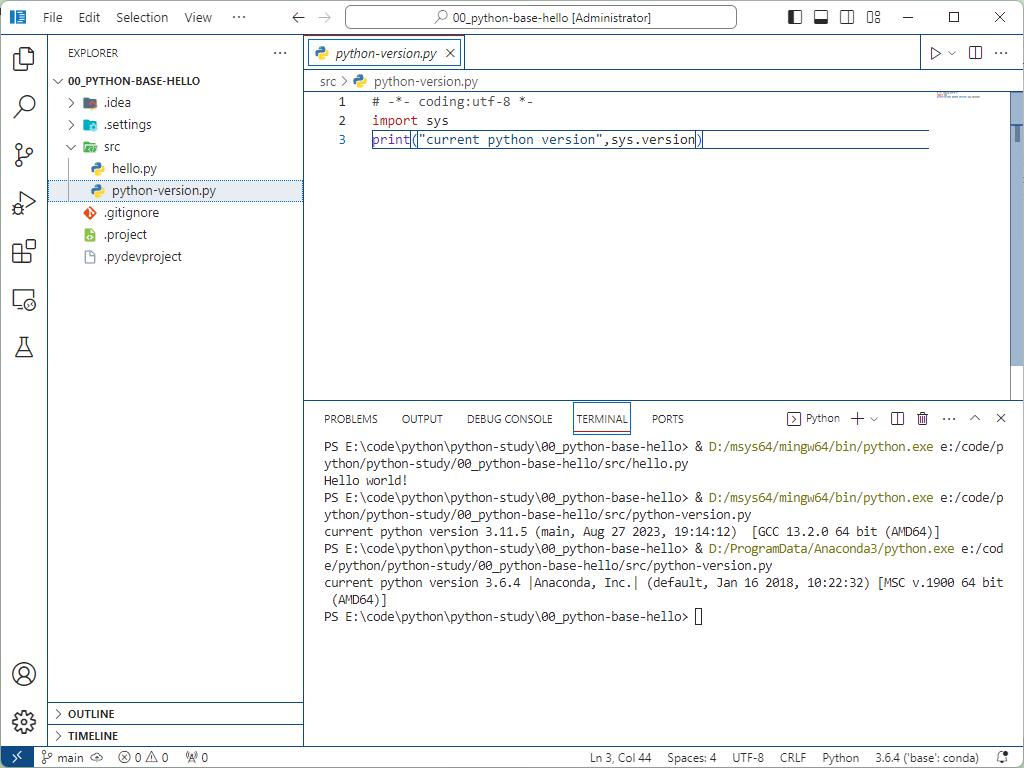 File Edit Selection View ··· 00_python-base-hello [Administrator]
EXPLORER ···
00_PYTHON-BASE-HELLO
.idea
.settings
src
hello.py
python-version.py
.gitignore
.project
.pydevproject
OUTLINE
TIMELINE
python-version.py
src > python-version.py
1 # -*- coding:utf-8 *-
2 import sys
3 print("current python version",sys.version)
PROBLEMS OUTPUT DEBUG CONSOLE TERMINAL PORTS Python
PS E:\code\python\python-study\00_python-base-hello> & D:/msys64/mingw64/bin/python.exe e:/code/p
ython/python-study/00_python-base-hello/src/hello.py
Hello world!
PS E:\code\python\python-study\00_python-base-hello> & D:/msys64/mingw64/bin/python.exe e:/code/p
ython/python-study/00_python-base-hello/src/python-version.py
current python version 3.11.5 (main, Aug 27 2023, 19:14:12)  [GCC 13.2.0 64 bit (AMD64)]
PS E:\code\python\python-study\00_python-base-hello> & D:/ProgramData/Anaconda3/python.exe e:/cod
e/python/python-study/00_python-base-hello/src/python-version.py
current python version 3.6.4 |Anaconda, Inc.| (default, Jan 16 2018, 10:22:32) [MSC v.1900 64 bit
(AMD64)]
PS E:\code\python\python-study\00_python-base-hello>
main 0 0 0 Ln 3, Col 44 Spaces: 4 UTF-8 CRLF Python 3.6.4 ('base': conda)